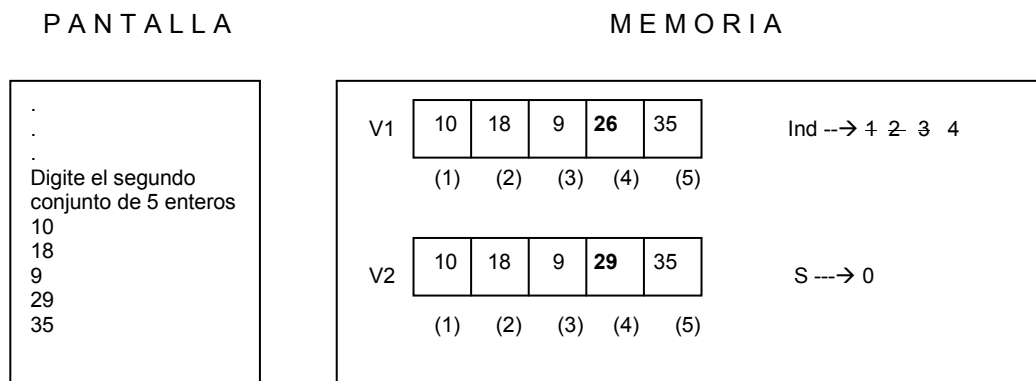 P A N T A L L A
M E M O R I A
.
.
.
Digite el segundo
conjunto de 5 enteros
10
18
9
29
35
V1 10 18 9 26 35 Ind --→ 1 2 3 4
(1) (2) (3) (4) (5)
V2 10 18 9 29 35 S ---→ 0
(1) (2) (3) (4) (5)